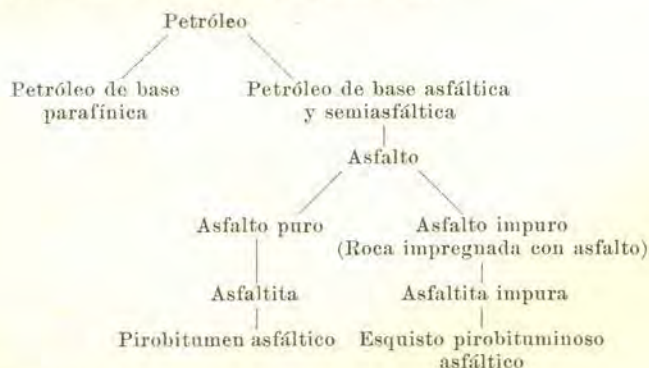 Petróleo
Petróleo de base
parafínica
Petróleo de base asfáltica
y semiasfáltica
Asfalto
Asfalto puro
Asfalto impuro
(Roca impregnada con asfalto)
Asfaltita
Asfaltita impura
Pirobitumen asfáltico
Esquisto pirobituminoso
asfáltico